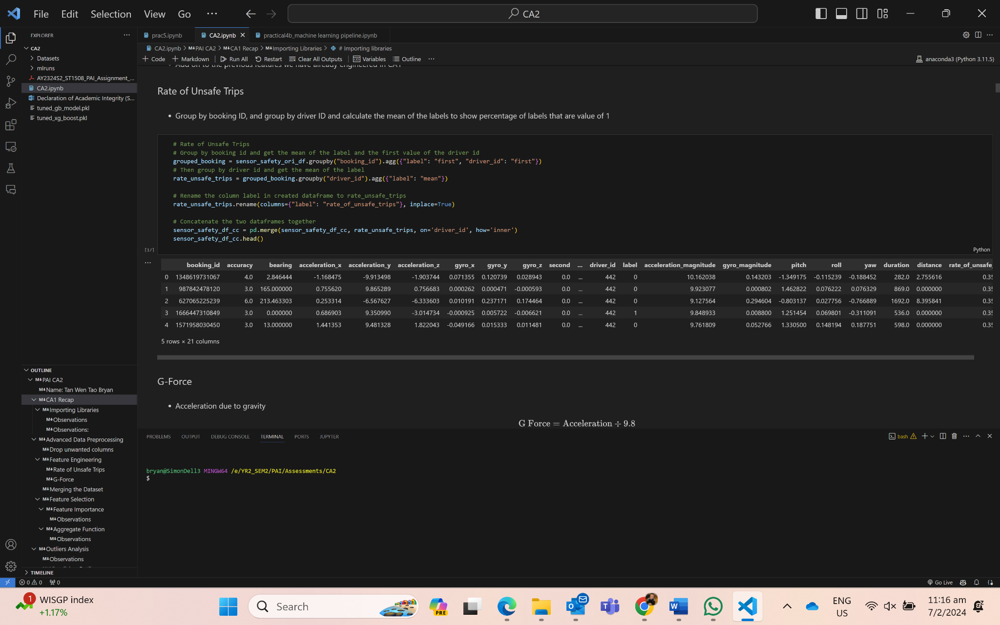 File Edit Selection View Go ...
CA2
EXPLORER ...
CA2
Datasets
mlruns
AY2324S2_ST1508_PAI_Assignment_...
CA2.ipynb
Declaration of Academic Integrity (S...
tuned_gb_model.pkl
tuned_xg_boost.pkl
prac5.ipynb CA2.ipynb practical4b_machine learning pipeline.ipynb
CA2.ipynb > M↓PAI CA2 > M↓CA1 Recap > M↓Importing Libraries > # Importing libraries
+ Code + Markdown Run All Restart Clear All Outputs Variables Outline ... anaconda3 (Python 3.11.5)
• Add on to the previous features we have already engineered in CA1
Rate of Unsafe Trips
• Group by booking ID, and group by driver ID and calculate the mean of the labels to show percentage of labels that are value of 1
# Rate of Unsafe Trips
# Group by booking id and get the mean of the label and the first value of the driver id
grouped_booking = sensor_safety_ori_df.groupby("booking_id").agg({"label": "first", "driver_id": "first"})
# Then group by driver id and get the mean of the label
rate_unsafe_trips = grouped_booking.groupby("driver_id").agg({"label": "mean"})
# Rename the column label in created dataframe to rate_unsafe_trips
rate_unsafe_trips.rename(columns={"label": "rate_of_unsafe_trips"}, inplace=True)
# Concatenate the two dataframes together
sensor_safety_df_cc = pd.merge(sensor_safety_df_cc, rate_unsafe_trips, on='driver_id', how='inner')
sensor_safety_df_cc.head()
[17] Python
booking_id accuracy bearing acceleration_x acceleration_y acceleration_z gyro_x gyro_y gyro_z second ... driver_id label acceleration_magnitude gyro_magnitude pitch roll yaw duration distance rate_of_unsafe_
0 1348619731067 4.0 2.846444 -1.168475 -9.913498 -1.903744 0.071355 0.120739 0.028943 0.0 ... 442 0 10.162038 0.143203 -1.349175 -0.115239 -0.188452 282.0 2.755616 0.35
1 987842478120 3.0 165.000000 0.755620 9.865289 0.756683 0.000262 0.000471 -0.000593 0.0 ... 442 0 9.923077 0.000802 1.462822 0.076222 0.076329 869.0 0.000000 0.35
2 627065225239 6.0 213.463303 0.253314 -6.567627 -6.333603 0.010191 0.237171 0.174464 0.0 ... 442 0 9.127564 0.294604 -0.803137 0.027756 -0.766889 1692.0 8.395841 0.35
3 1666447310849 3.0 0.000000 0.686903 9.350990 -3.014734 -0.000925 0.005722 -0.006621 0.0 ... 442 1 9.848933 0.008800 1.251454 0.069801 -0.311091 536.0 0.000000 0.35
4 1571958030450 3.0 13.000000 1.441353 9.481328 1.822043 -0.049166 0.015333 0.011481 0.0 ... 442 0 9.761809 0.052766 1.330500 0.148194 0.187751 598.0 0.000000 0.35
5 rows × 21 columns
G-Force
• Acceleration due to gravity
G Force = Acceleration ÷ 9.8
OUTLINE
M↓PAI CA2
M↓Name: Tan Wen Tao Bryan
M↓CA1 Recap
M↓Importing Libraries
M↓Observations
M↓Observations:
M↓Advanced Data Preprocessing
M↓Drop unwanted columns
M↓Feature Engineering
M↓Rate of Unsafe Trips
M↓G-Force
M↓Merging the Dataset
M↓Feature Selection
M↓Feature Importance
M↓Observations
M↓Aggregate Function
M↓Observations
M↓Outliers Analysis
M↓Observations
TIMELINE
PROBLEMS OUTPUT DEBUG CONSOLE TERMINAL PORTS JUPYTER
bash
bryan@SimonDell3 MINGW64 /e/YR2_SEM2/PAI/Assessments/CA2
$
0 0 0
Go Live
1 WISGP index
+1.17%
Search
PRE
ENG
US
11:16 am
7/2/2024